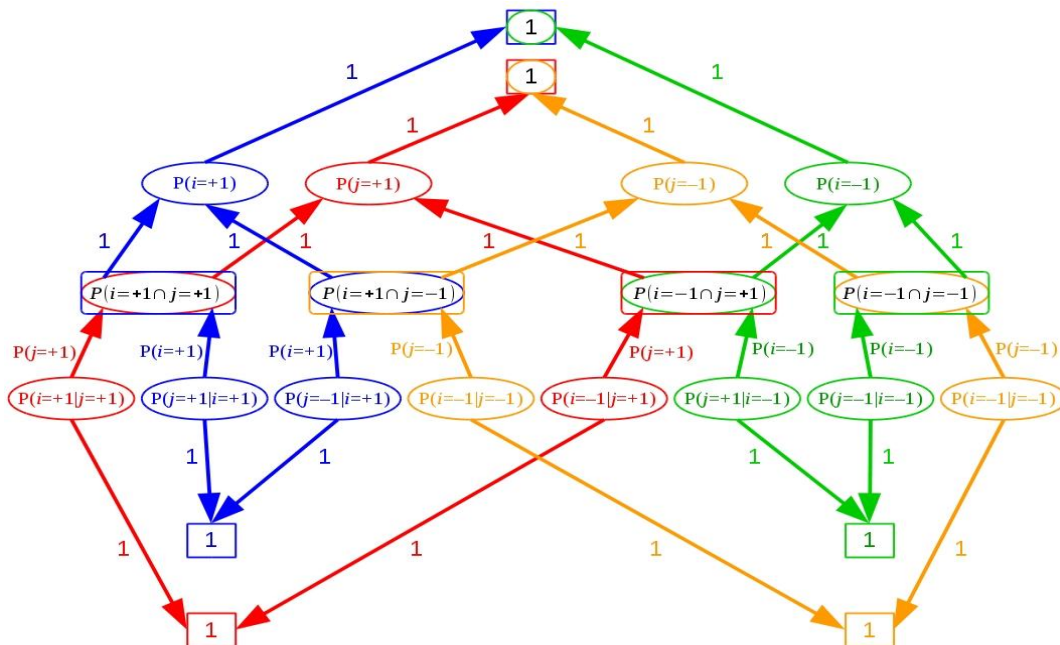 1
1 1
1
1 1
P(i=+1) P(j=+1) P(j=−1) P(i=−1)
1 1 1 1 1 1 1 1
P(i=+1∩j=+1) P(i=+1∩j=−1) P(i=−1∩j=+1) P(i=−1∩j=−1)
P(j=+1) P(i=+1) P(i=+1) P(j=−1) P(j=+1) P(i=−1) P(i=−1) P(j=−1)
P(i=+1|j=+1) P(j=+1|i=+1) P(j=−1|i=+1) P(i=−1|j=−1) P(i=−1|j=+1) P(j=+1|i=−1) P(j=−1|i=−1) P(i=−1|j=−1)
1 1 1 1
1 1
1 1 1 1
1 1